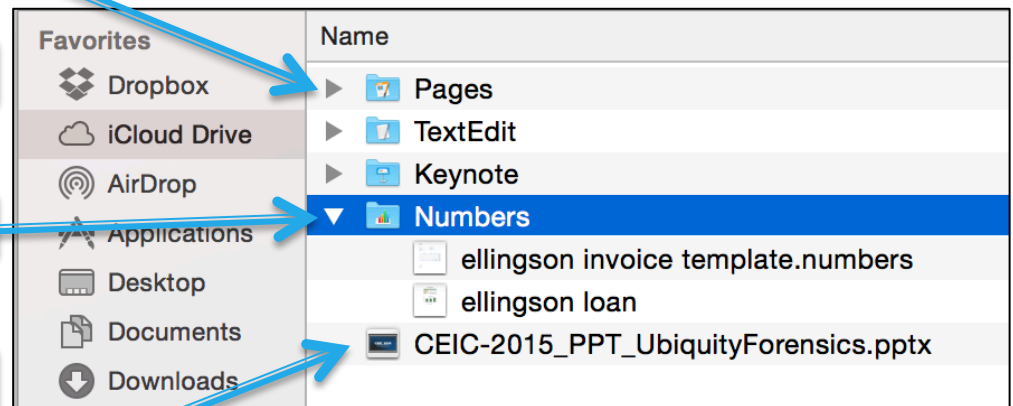 Favorites
Dropbox
iCloud Drive
AirDrop
Applications
Desktop
Documents
Downloads
Name
Pages
TextEdit
Keynote
Numbers
ellingson invoice template.numbers
ellingson loan
CEIC-2015_PPT_UbiquityForensics.pptx